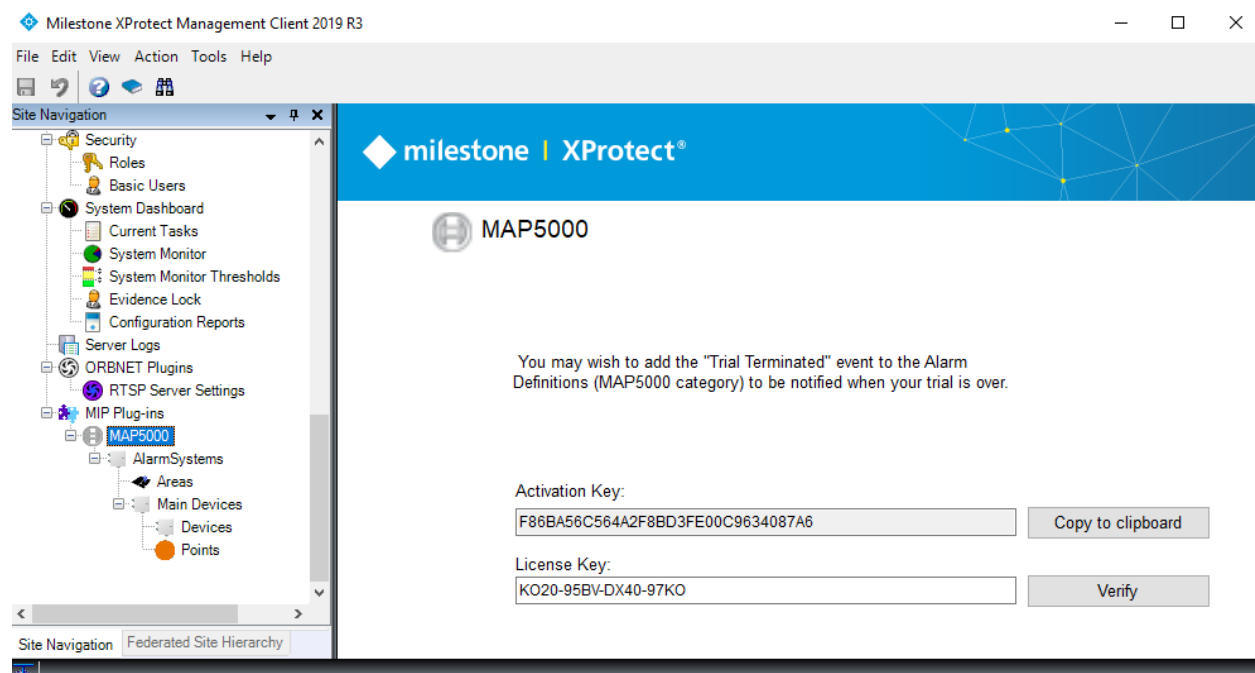 Milestone XProtect Management Client 2019 R3
File Edit View Action Tools Help
Site Navigation
Security
Roles
Basic Users
System Dashboard
Current Tasks
System Monitor
System Monitor Thresholds
Evidence Lock
Configuration Reports
Server Logs
ORBNET Plugins
RTSP Server Settings
MIP Plug-ins
MAP5000
AlarmSystems
Areas
Main Devices
Devices
Points
Site Navigation Federated Site Hierarchy
milestone | XProtect®
MAP5000
You may wish to add the "Trial Terminated" event to the Alarm
Definitions (MAP5000 category) to be notified when your trial is over.
Activation Key:
F86BA56C564A2F8BD3FE00C9634087A6 Copy to clipboard
License Key:
KO20-95BV-DX40-97KO Verify